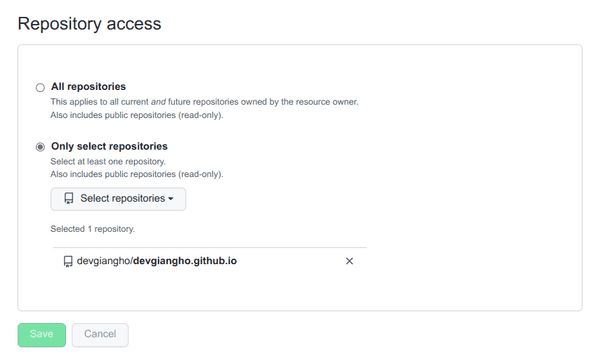 Repository access
All repositories
This applies to all current and future repositories owned by the resource owner.
Also includes public repositories (read-only).
Only select repositories
Select at least one repository.
Also includes public repositories (read-only).
Select repositories
Selected 1 repository.
devgiangho/devgiangho.github.io
Save Cancel